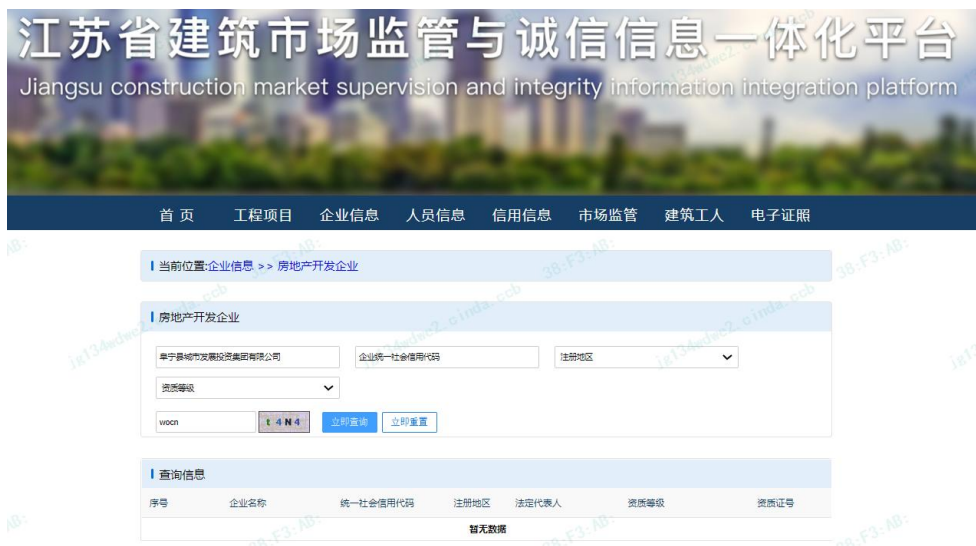 江苏省建筑市场监管与诚信信息一体化平台
Jiangsu construction market supervision and integrity information integration platform
首 页 工程项目 企业信息 人员信息 信用信息 市场监管 建筑工人 电子证照
当前位置:企业信息 >> 房地产开发企业
房地产开发企业
阜宁县城市发展投资集团有限公司 企业统一社会信用代码 注册地区
资质等级
wocn t4N4 立即查询 立即重置
查询信息
序号 企业名称 统一社会信用代码 注册地区 法定代表人 资质等级 资质证号
暂无数据